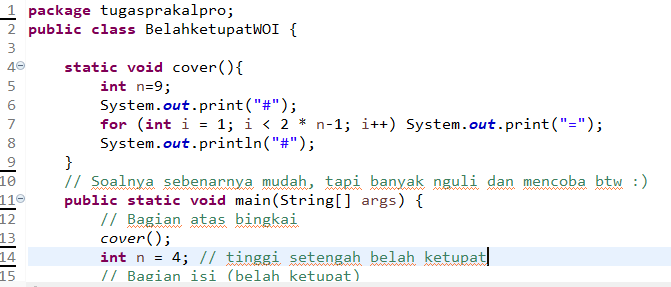 1 package tugasprakalpro;
2 public class BelahketupatWOI {
3
4 static void cover(){
5 int n=9;
6 System.out.print("#");
7 for (int i = 1; i < 2 * n-1; i++) System.out.print("=");
8 System.out.println("#");
9 }
10 // Soalnya sebenarnya mudah, tapi banyak nguli dan mencoba btw :)
11 public static void main(String[] args) {
12 // Bagian atas bingkai
13 cover();
14 int n = 4; // tinggi setengah belah ketupat
15 // Bagian isi (belah ketupat)